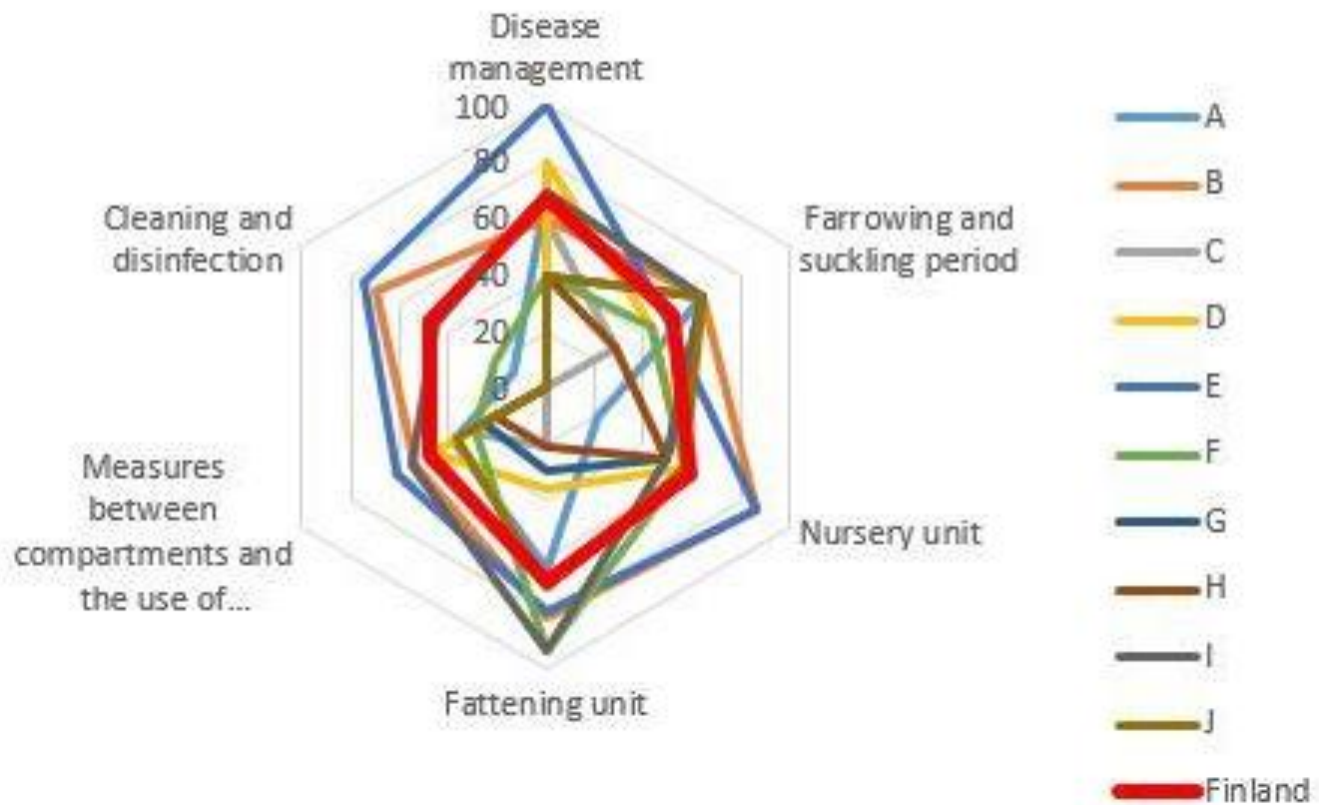 Disease
management
100
80
60
40
20
0
Farrowing and
suckling period
Nursery unit
Fattening unit
Measures
between
compartments and
the use of...
Cleaning and
disinfection
A
B
C
D
E
F
G
H
I
J
Finland